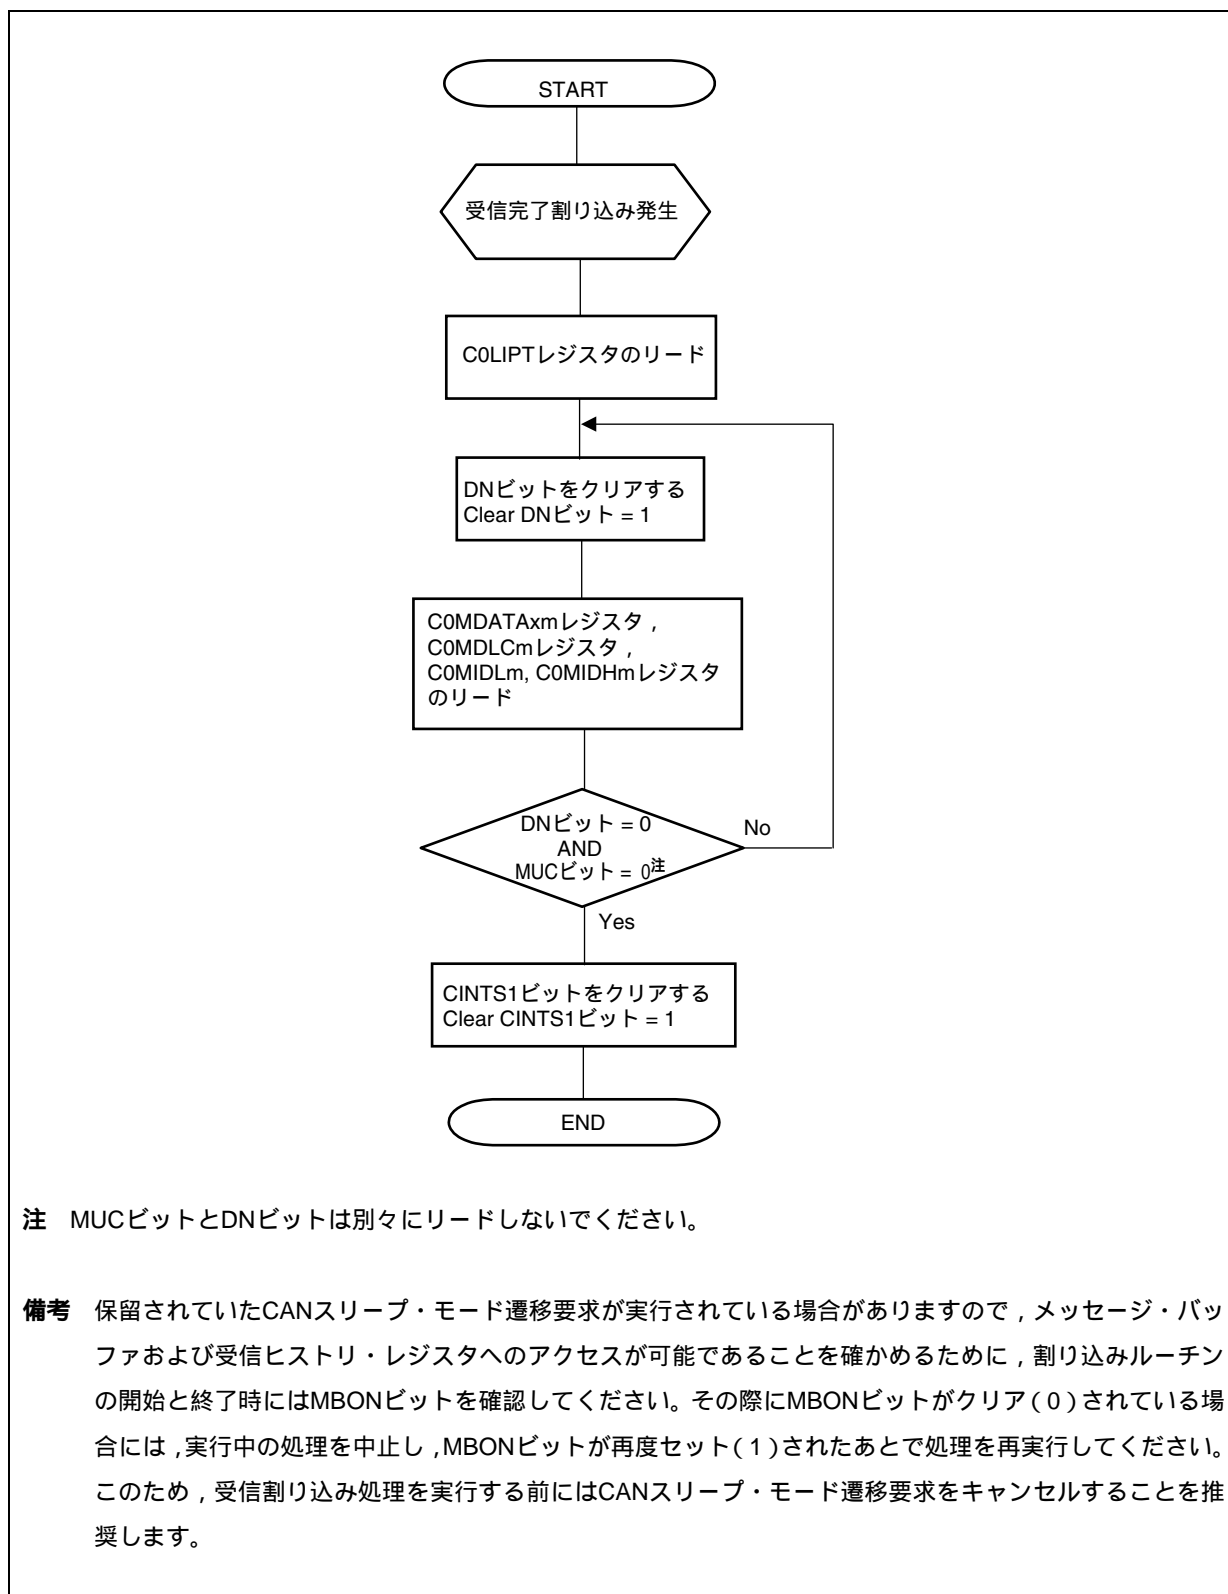 START
受信完了割り込み発生
C0LIPTレジスタのリード
DNビットをクリアする
Clear DNビット = 1
C0MDATAxmレジスタ，
C0MDLCmレジスタ，
C0MIDLm, C0MIDHmレジスタ
のリード
DNビット = 0
AND
MUCビット = 0注
No
Yes
CINTS1ビットをクリアする
Clear CINTS1ビット = 1
END
注　MUCビットとDNビットは別々にリードしないでください。
備考　保留されていたCANスリープ・モード遷移要求が実行されている場合がありますので，メッセージ・バッ
ファおよび受信ヒストリ・レジスタへのアクセスが可能であることを確かめるために，割り込みルーチン
の開始と終了時にはMBONビットを確認してください。その際にMBONビットがクリア（0）されている場
合には，実行中の処理を中止し，MBONビットが再度セット（1）されたあとで処理を再実行してください。
このため，受信割り込み処理を実行する前にはCANスリープ・モード遷移要求をキャンセルすることを推
奨します。